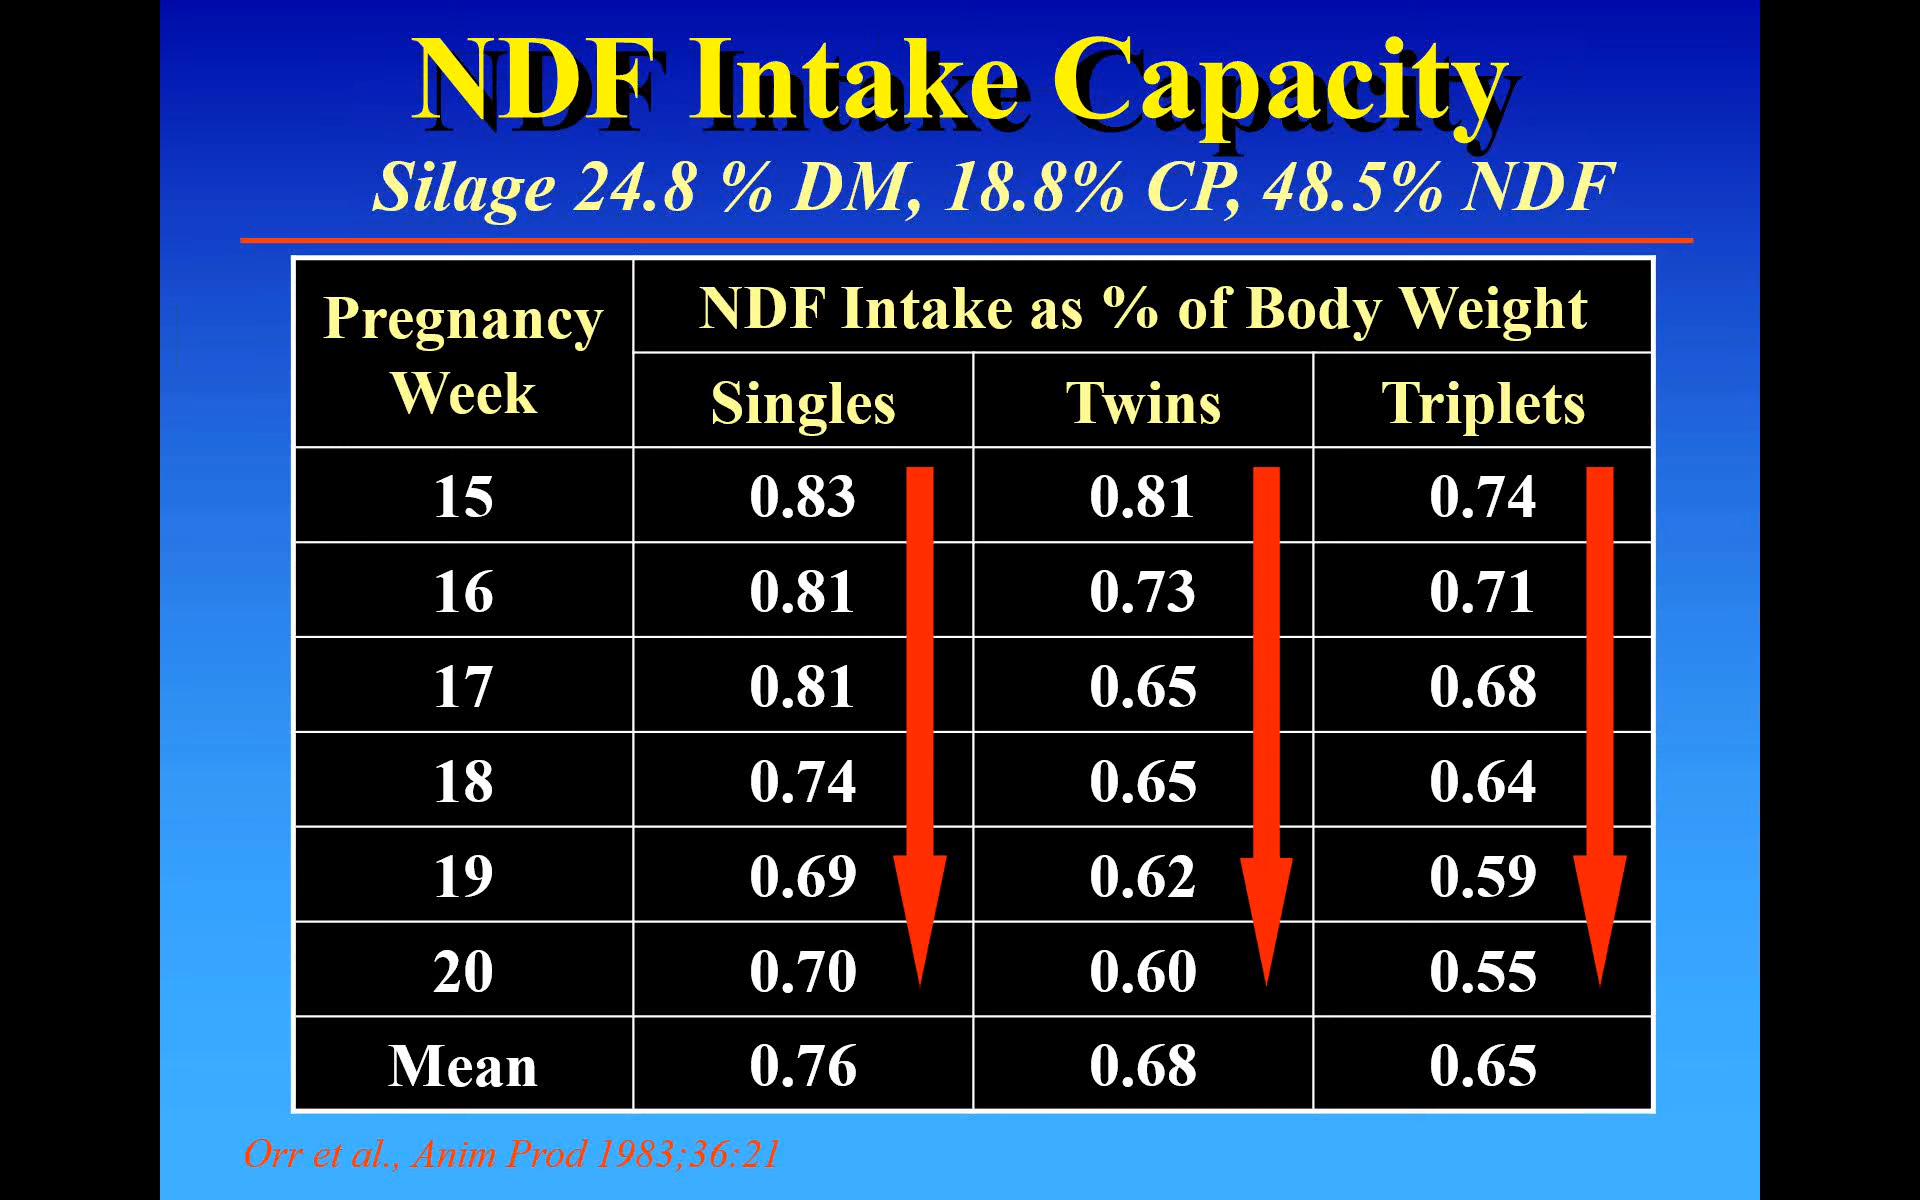 NDF Intake Capacity
Silage 24.8 % DM, 18.8% CP, 48.5% NDF
Pregnancy Week NDF Intake as % of Body Weight
Singles Twins Triplets
15 0.83 0.81 0.74
16 0.81 0.73 0.71
17 0.81 0.65 0.68
18 0.74 0.65 0.64
19 0.69 0.62 0.59
20 0.70 0.60 0.55
Mean 0.76 0.68 0.65
Orr et al., Anim Prod 1983;36:21